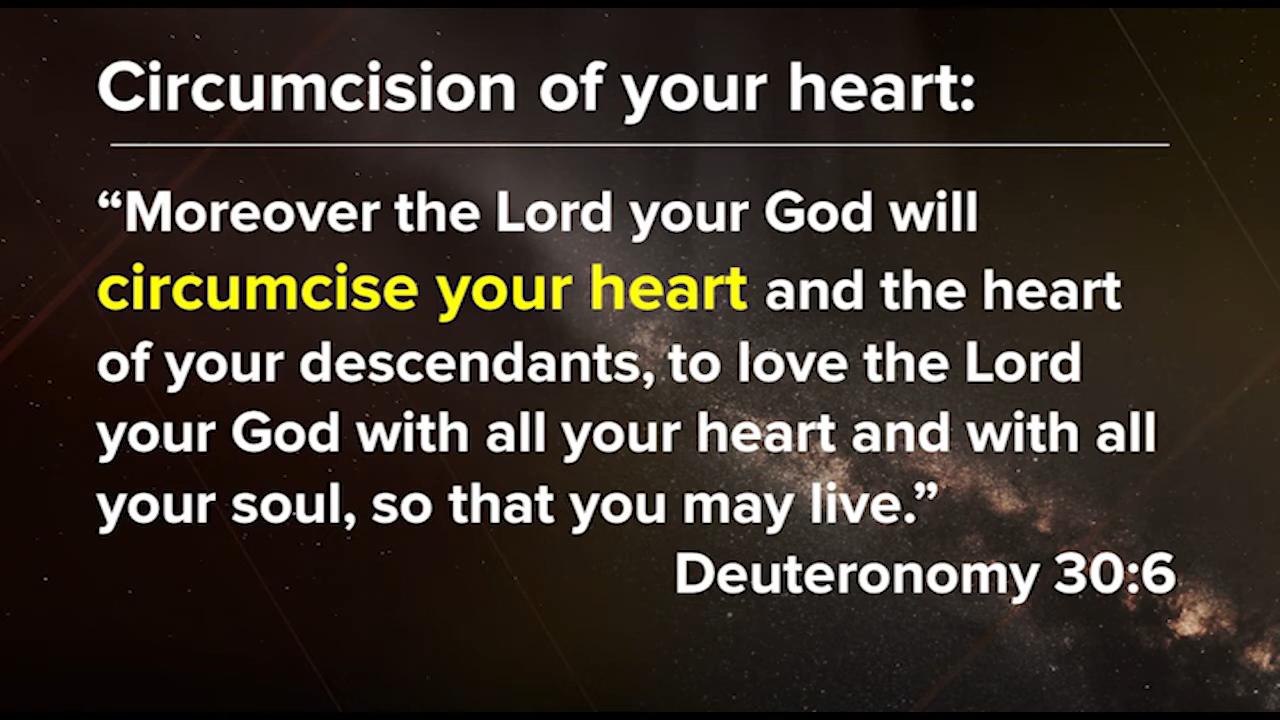 Circumcision of your heart:
“Moreover the Lord your God will
circumcise your heart and the heart
of your descendants, to love the Lord
your God with all your heart and with all
your soul, so that you may live.”
Deuteronomy 30:6